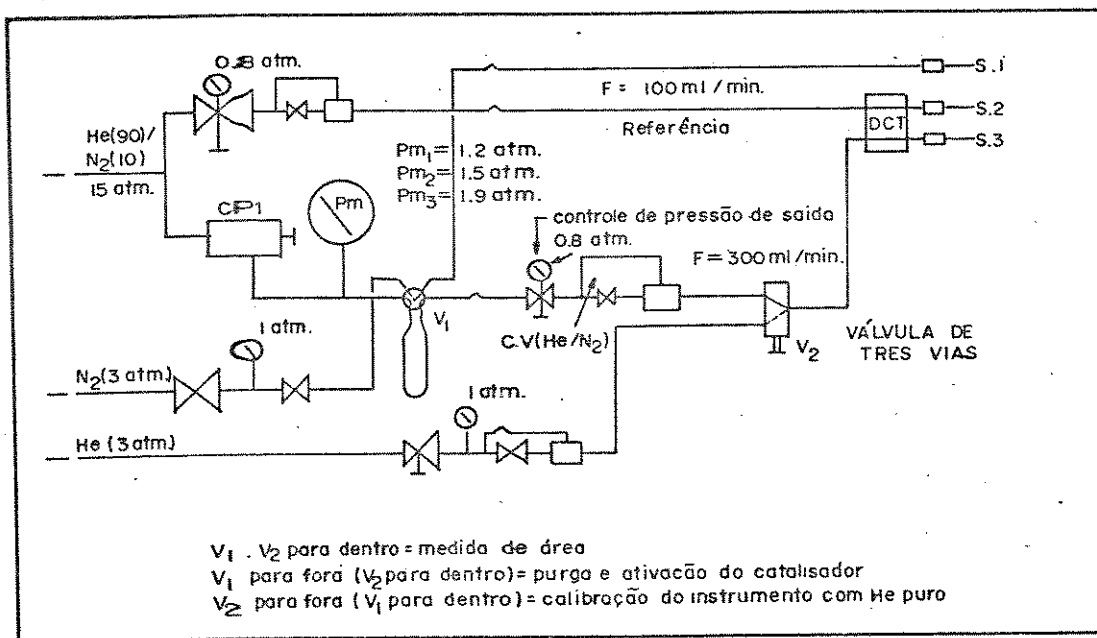 0.8 atm.
S.1
F = 100 ml / min.
S.2
He(90)/
N₂(10)
15 atm.
Referência
DCT
S.3
Pm₁ = 1.2 atm.
Pm₂ = 1.5 atm.
Pm₃ = 1.9 atm.
CP1
Pm
controle de pressão de saida
0.8 atm.
F = 300 ml/min.
V₁
1 atm.
C.V(He/N₂)
V₂
VÁLVULA DE
TRES VIAS
N₂(3 atm.)
1 atm.
He (3 atm)
V₁ . V₂ para dentro = medida de área
V₁ para fora (V₂ para dentro) = purga e ativacão do catalisador
V₂ para fora (V₁ para dentro) = calibração do instrumento com He puro